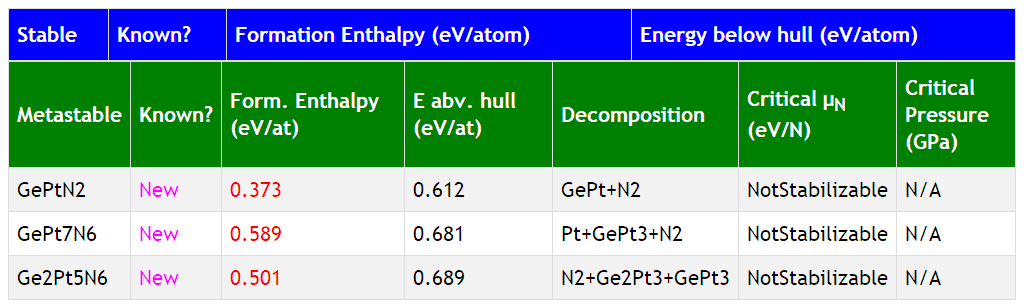 Stable Known? Formation Enthalpy (eV/atom) Energy below hull (eV/atom)
Metastable Known? Form. Enthalpy (eV/at) E abv. hull (eV/at) Decomposition Critical μN (eV/N) Critical Pressure (GPa)
GePtN2 New 0.373 0.612 GePt+N2 NotStabilizable N/A
GePt7N6 New 0.589 0.681 Pt+GePt3+N2 NotStabilizable N/A
Ge2Pt5N6 New 0.501 0.689 N2+Ge2Pt3+GePt3 NotStabilizable N/A